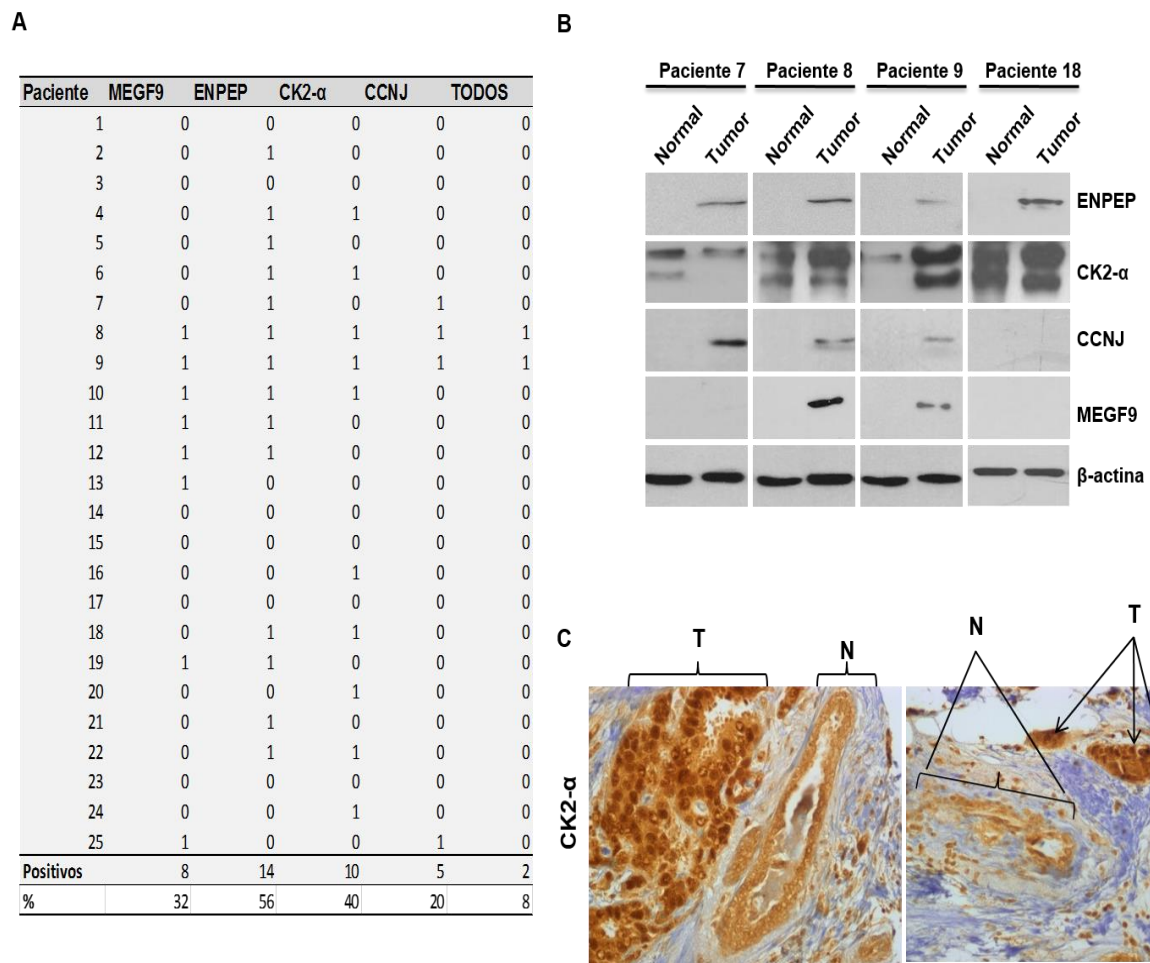 A
Paciente MEGF9 ENPEP CK2-α CCNJ TODOS
1 0 0 0 0 0
2 0 1 0 0 0
3 0 0 0 0 0
4 0 1 1 0 0
5 0 1 0 0 0
6 0 1 1 0 0
7 0 1 0 1 0
8 1 1 1 1 1
9 1 1 1 1 1
10 1 1 1 0 0
11 1 1 0 0 0
12 1 1 0 0 0
13 1 0 0 0 0
14 0 0 0 0 0
15 0 0 0 0 0
16 0 0 1 0 0
17 0 0 0 0 0
18 0 1 1 0 0
19 1 1 0 0 0
20 0 0 1 0 0
21 0 1 0 0 0
22 0 1 1 0 0
23 0 0 0 0 0
24 0 0 1 0 0
25 1 0 0 1 0
Positivos 8 14 10 5 2
% 32 56 40 20 8
B
Paciente 7 Paciente 8 Paciente 9 Paciente 18
Normal Tumor Normal Tumor Normal Tumor Normal Tumor
ENPEP
CK2-α
CCNJ
MEGF9
β-actina
C
T N N T
CK2-α